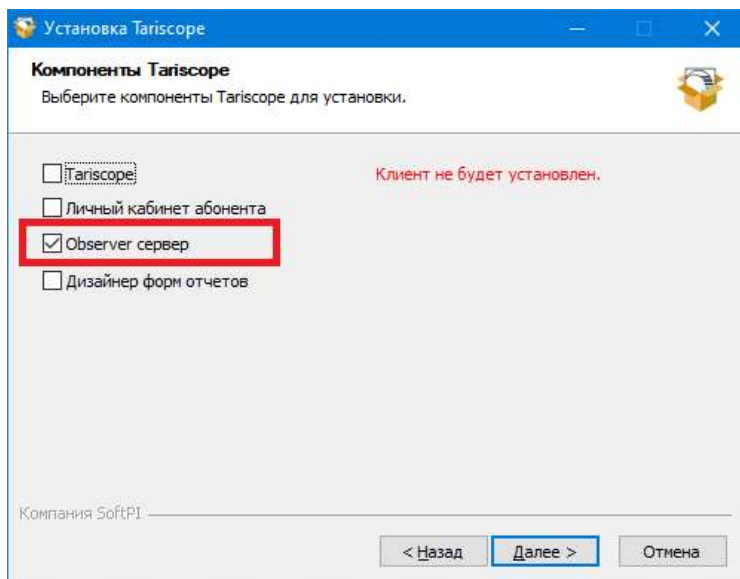 Установка Tariscope
Компоненты Tariscope
Выберите компоненты Tariscope для установки.
Tariscope
Клиент не будет установлен.
Личный кабинет абонента
Observer сервер
Дизайнер форм отчетов
Компания SoftPI
< Назад
Далее >
Отмена